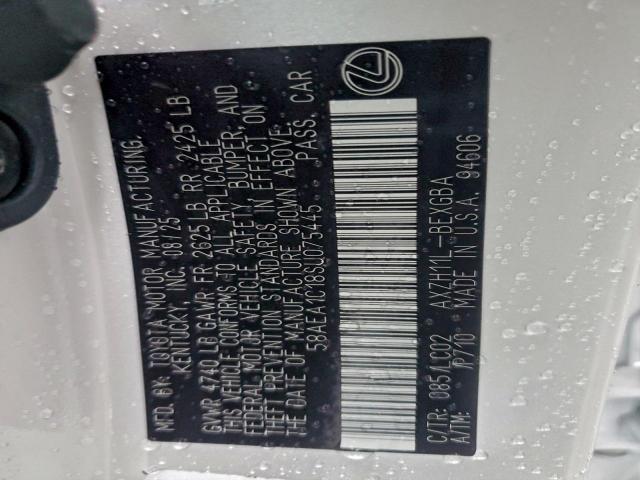 MFD. BY: TOYOTA MOTOR MANUFACTURING,
KENTUCKY, INC. 08/25
GVWR 4740 LB GAWR FR 2625 LB RR 2425 LB
THIS VEHICLE CONFORMS TO ALL APPLICABLE
FEDERAL MOTOR VEHICLE SAFETY, BUMPER, AND
THEFT PREVENTION STANDARDS IN EFFECT ON
THE DATE OF MANUFACTURE SHOWN ABOVE.
58AEA1C18SU075445 PASS. CAR
C/TR: 085/LC02 AXZH11L-BEXGBA
A/TM: /P710 MADE IN U.S.A. 04606